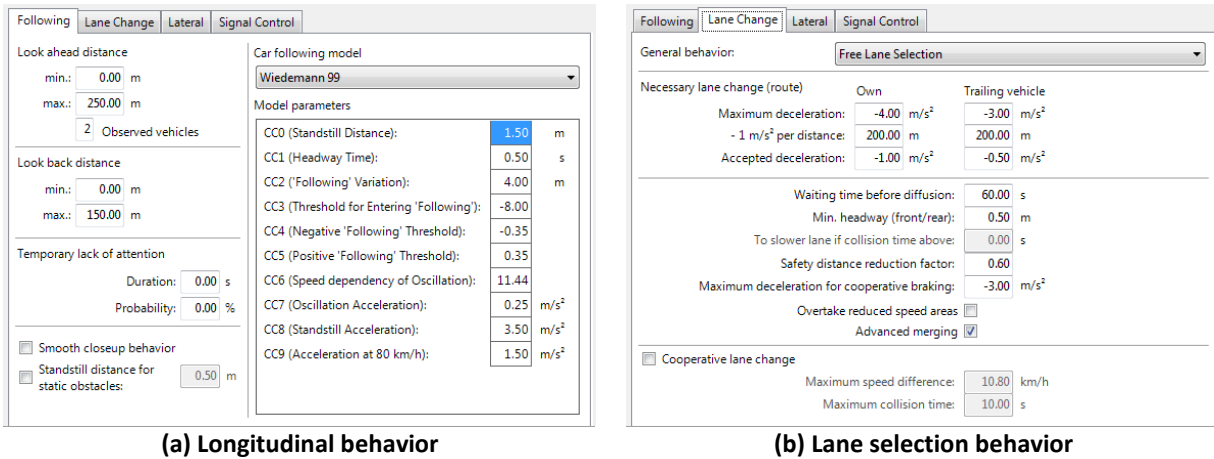 Following Lane Change Lateral Signal Control
Look ahead distance
min.: 0.00 m
max.: 250.00 m
2 Observed vehicles
Look back distance
min.: 0.00 m
max.: 150.00 m
Temporary lack of attention
Duration: 0.00 s
Probability: 0.00 %
Smooth closeup behavior
Standstill distance for
static obstacles: 0.50 m
Car following model
Wiedemann 99
Model parameters
CC0 (Standstill Distance): 1.50 m
CC1 (Headway Time): 0.50 s
CC2 ('Following' Variation): 4.00 m
CC3 (Threshold for Entering 'Following'): -8.00
CC4 (Negative 'Following' Threshold): -0.35
CC5 (Positive 'Following' Threshold): 0.35
CC6 (Speed dependency of Oscillation): 11.44
CC7 (Oscillation Acceleration): 0.25 m/s²
CC8 (Standstill Acceleration): 3.50 m/s²
CC9 (Acceleration at 80 km/h): 1.50 m/s²
(a) Longitudinal behavior
Following Lane Change Lateral Signal Control
General behavior: Free Lane Selection
Necessary lane change (route) Own Trailing vehicle
Maximum deceleration: -4.00 m/s² -3.00 m/s²
- 1 m/s² per distance: 200.00 m 200.00 m
Accepted deceleration: -1.00 m/s² -0.50 m/s²
Waiting time before diffusion: 60.00 s
Min. headway (front/rear): 0.50 m
To slower lane if collision time above: 0.00 s
Safety distance reduction factor: 0.60
Maximum deceleration for cooperative braking: -3.00 m/s²
Overtake reduced speed areas
Advanced merging
Cooperative lane change
Maximum speed difference: 10.80 km/h
Maximum collision time: 10.00 s
(b) Lane selection behavior